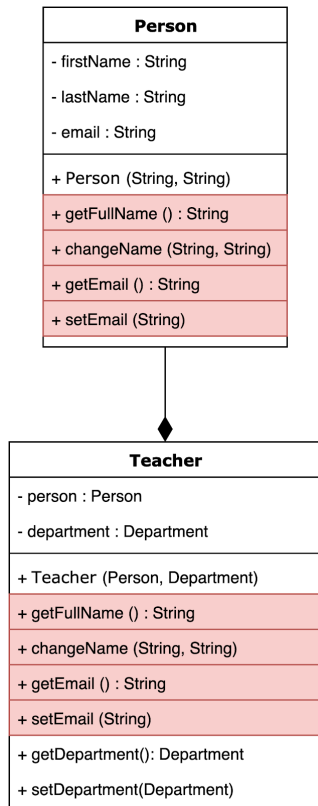 Person
- firstName : String
- lastName : String
- email : String
+ Person (String, String)
+ getFullName () : String
+ changeName (String, String)
+ getEmail () : String
+ setEmail (String)
Teacher
- person : Person
- department : Department
+ Teacher (Person, Department)
+ getFullName () : String
+ changeName (String, String)
+ getEmail () : String
+ setEmail (String)
+ getDepartment(): Department
+ setDepartment(Department)